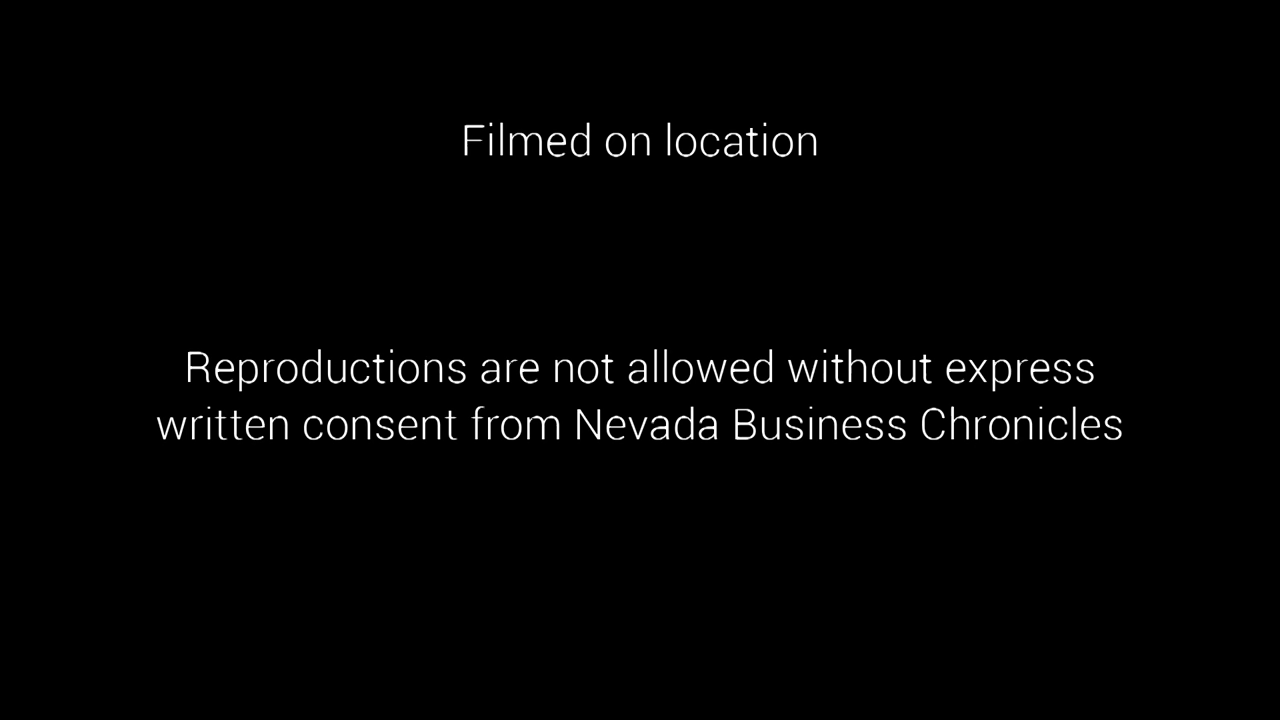 Filmed on location
Reproductions are not allowed without express
written consent from Nevada Business Chronicles